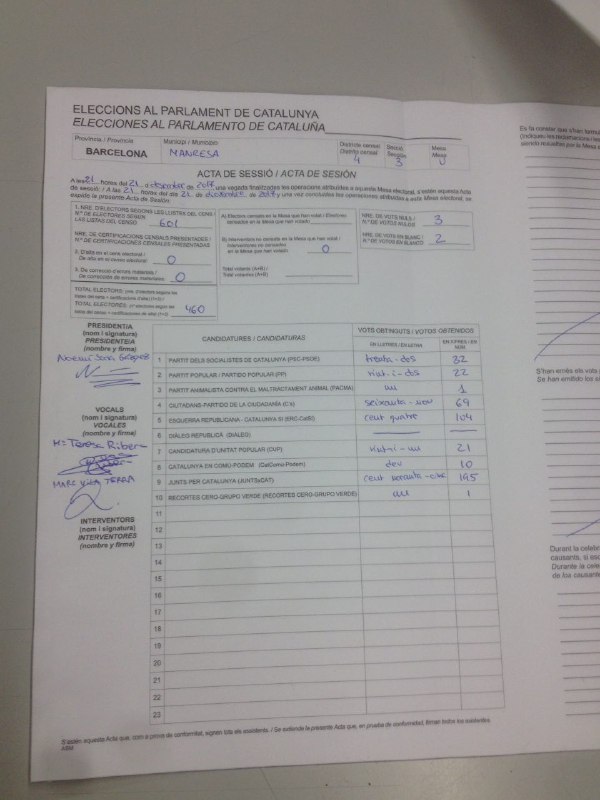 ELECCIONS AL PARLAMENT DE CATALUNYA
ELECCIONES AL PARLAMENTO DE CATALUÑA
Província / Provincia
BARCELONA
Municipi / Municipio
MANRESA
Districte censal
Distrito censal
4
Secció
Sección
3
Mesa
Mesa
U
ACTA DE SESSIÓ / ACTA DE SESIÓN
A les 21 hores del 21 de desembre de 2017 una vegada finalitzades les operacions atribuïdes a aquesta Mesa electoral, s'estén aquesta Acta
de sessió: / A las 21 horas del día 21 de diciembre de 2017, y una vez concluidas las operaciones atribuidas a esta Mesa electoral, se
expide la presente Acta de Sesión:
1. NRE. D'ELECTORS SEGONS LES LLISTES DEL CENS /
N.º DE ELECTORES SEGÚN
LAS LISTAS DEL CENSO
601
NRE. DE CERTIFICACIONS CENSALS PRESENTADES /
N.º DE CERTIFICACIONES CENSALES PRESENTADAS
2. D'alta en el cens electoral /
De alta en el censo electoral
0
3. De correcció d'errors materials /
De corrección de errores materiales
0
TOTAL ELECTORS:
TOTAL ELECTORES:
460
A) Electors censats en la Mesa que han votat / Electores
censados en la Mesa que han votado
B) Interventors no censats en la Mesa que han votat /
Interventores no censados
en la Mesa que han votado
0
Total votants (A+B) /
Total votantes (A+B)
NRE. DE VOTS NULS /
N.º DE VOTOS NULOS
3
NRE. DE VOTS EN BLANC /
N.º DE VOTOS EN BLANCO
2
PRESIDÈNCIA
(nom i signatura)
PRESIDENCIA
(nombre y firma)
VOCALS
(nom i signatura)
VOCALES
(nombre y firma)
Mª Teresa Ribera
MARC VILA TERRA
INTERVENTORS
(nom i signatura)
INTERVENTORES
(nombre y firma)
CANDIDATURES / CANDIDATURAS
VOTS OBTINGUTS / VOTOS OBTENIDOS
EN LLETRES / EN LETRA
EN XIFRES / EN NÚM.
1 PARTIT DELS SOCIALISTES DE CATALUNYA (PSC-PSOE) trenta-dos 32
2 PARTIT POPULAR / PARTIDO POPULAR (PP) vint-i-dos 22
3 PARTIT ANIMALISTA CONTRA EL MALTRACTAMENT ANIMAL (PACMA) un 1
4 CIUTADANS-PARTIDO DE LA CIUDADANÍA (C's) seixanta-nou 69
5 ESQUERRA REPUBLICANA - CATALUNYA SÍ (ERC-CatSí) cent quatre 104
6 DIÀLEG REPUBLICÀ (DIÀLEG)
7 CANDIDATURA D'UNITAT POPULAR (CUP) vint-i-un 21
8 CATALUNYA EN COMÚ-PODEM (CatComú-Podem) deu 10
9 JUNTS PER CATALUNYA (JUNTSxCAT) cent noranta-cinc 195
10 RECORTES CERO-GRUPO VERDE (RECORTES CERO-GRUPO VERDE) un 1
11
12
13
14
15
16
17
18
19
20
21
22
23
S'estén aquesta Acta que, com a prova de conformitat, signen tots els assistents. / Se extiende la presente Acta que, en prueba de conformidad, firman todos los asistentes.
Es fa constar que s'han formul
(indiqueu les reclamacions i les
siendo resueltas por la Mesa e
S'han emès els vots
Se han emitido los
Durant la celebr
causants, si es
Durante la cele
de los causante